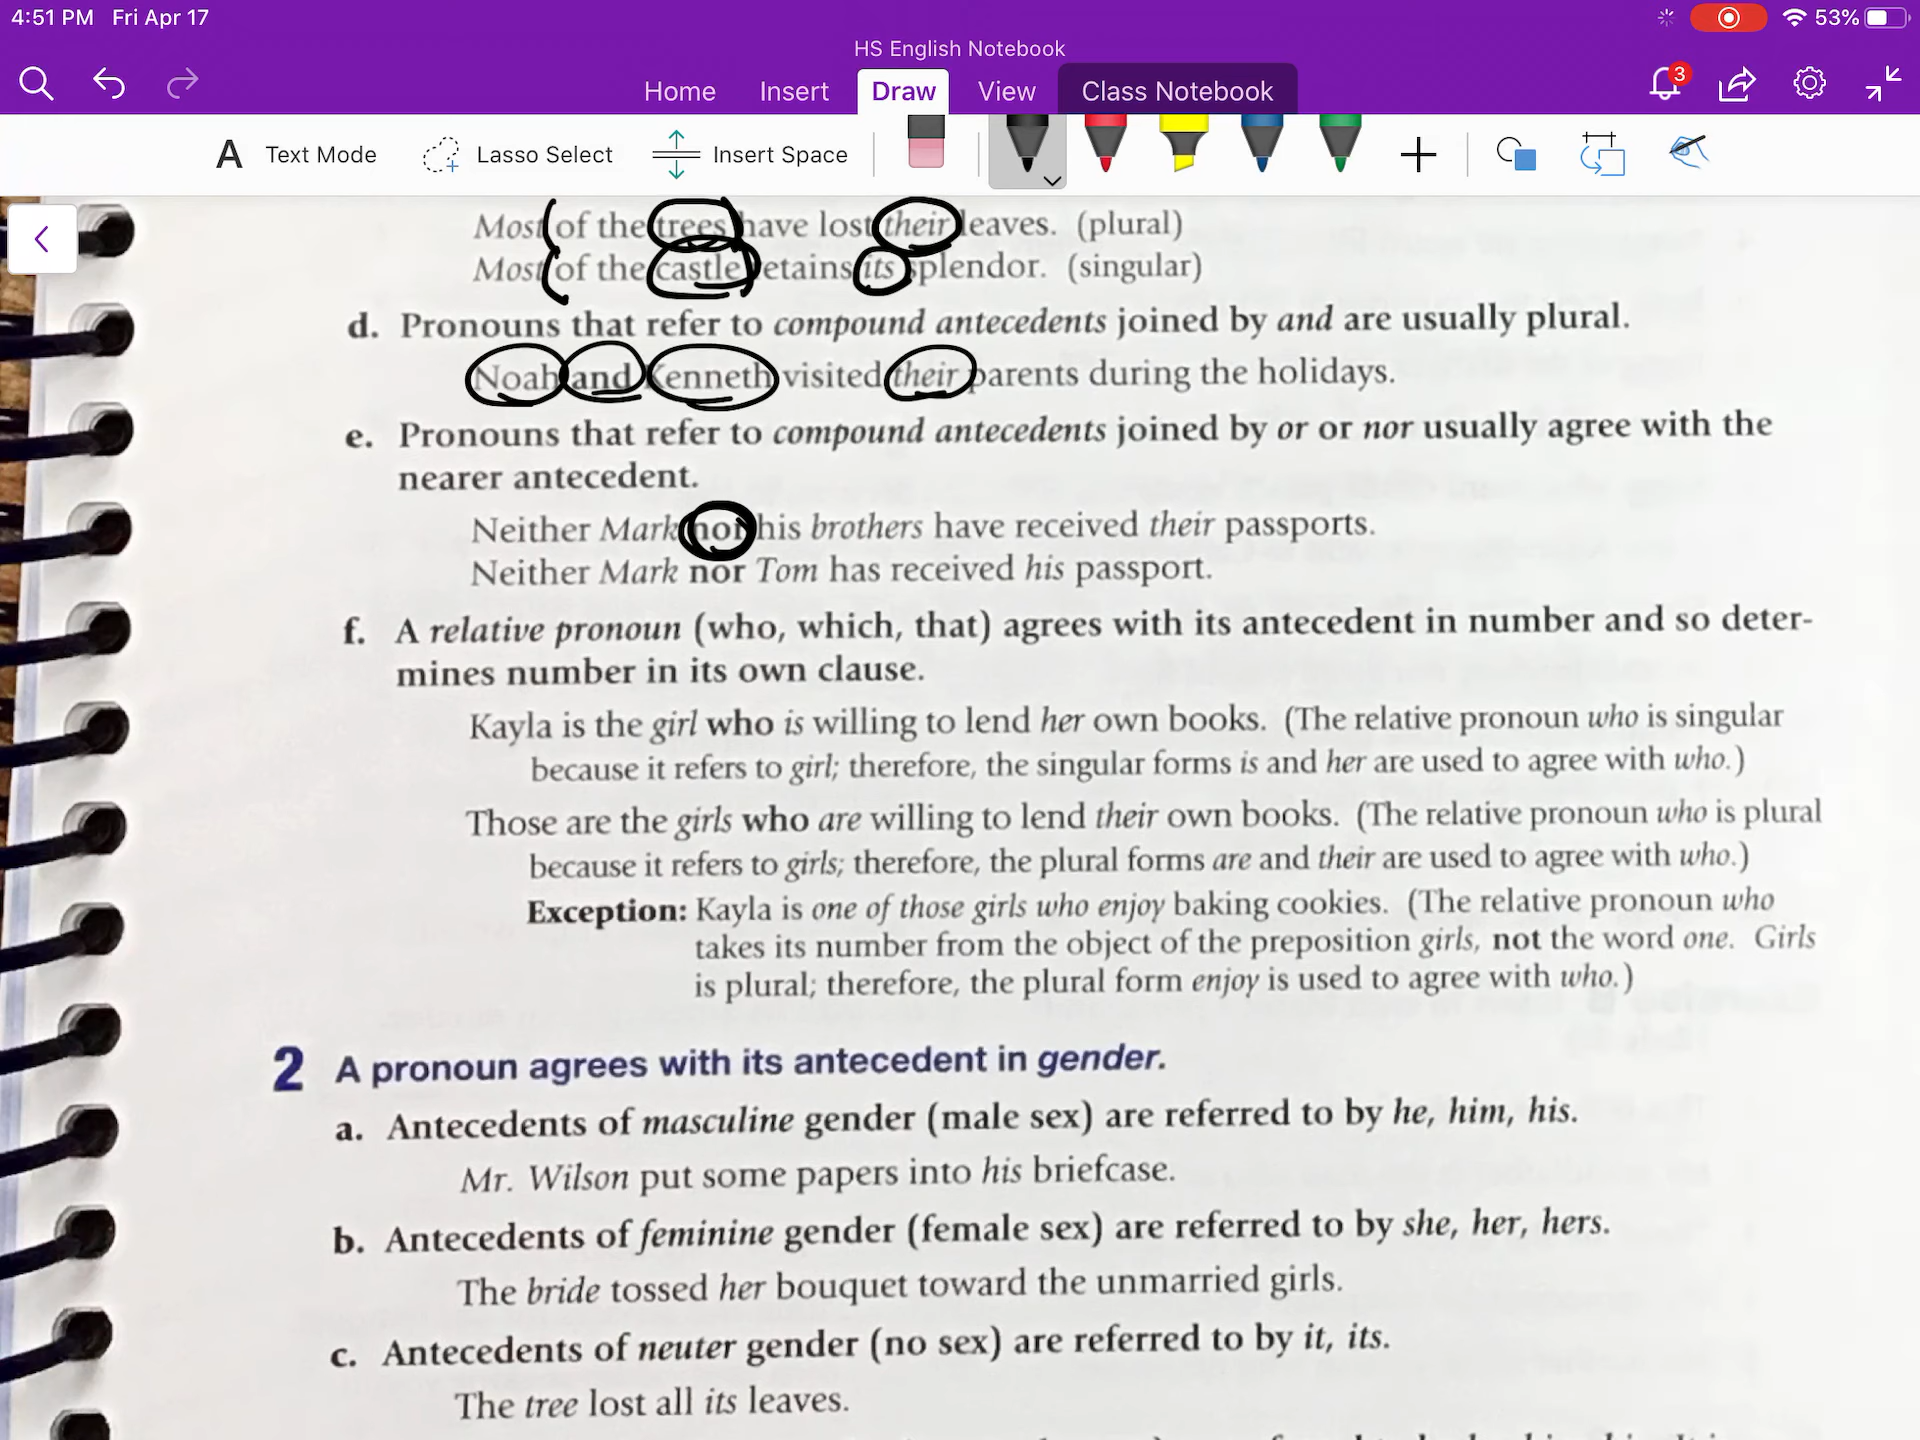 4:51 PM Fri Apr 17
53%
HS English Notebook
Home Insert Draw View Class Notebook
3
A Text Mode Lasso Select Insert Space
Most of the trees have lost their leaves. (plural)
Most of the castle retains its splendor. (singular)
d. Pronouns that refer to compound antecedents joined by and are usually plural.
Noah and Kenneth visited their parents during the holidays.
e. Pronouns that refer to compound antecedents joined by or or nor usually agree with the
nearer antecedent.
Neither Mark nor his brothers have received their passports.
Neither Mark nor Tom has received his passport.
f. A relative pronoun (who, which, that) agrees with its antecedent in number and so deter-
mines number in its own clause.
Kayla is the girl who is willing to lend her own books. (The relative pronoun who is singular
because it refers to girl; therefore, the singular forms is and her are used to agree with who.)
Those are the girls who are willing to lend their own books. (The relative pronoun who is plural
because it refers to girls; therefore, the plural forms are and their are used to agree with who.)
Exception: Kayla is one of those girls who enjoy baking cookies. (The relative pronoun who
takes its number from the object of the preposition girls, not the word one. Girls
is plural; therefore, the plural form enjoy is used to agree with who.)
2 A pronoun agrees with its antecedent in gender.
a. Antecedents of masculine gender (male sex) are referred to by he, him, his.
Mr. Wilson put some papers into his briefcase.
b. Antecedents of feminine gender (female sex) are referred to by she, her, hers.
The bride tossed her bouquet toward the unmarried girls.
c. Antecedents of neuter gender (no sex) are referred to by it, its.
The tree lost all its leaves.